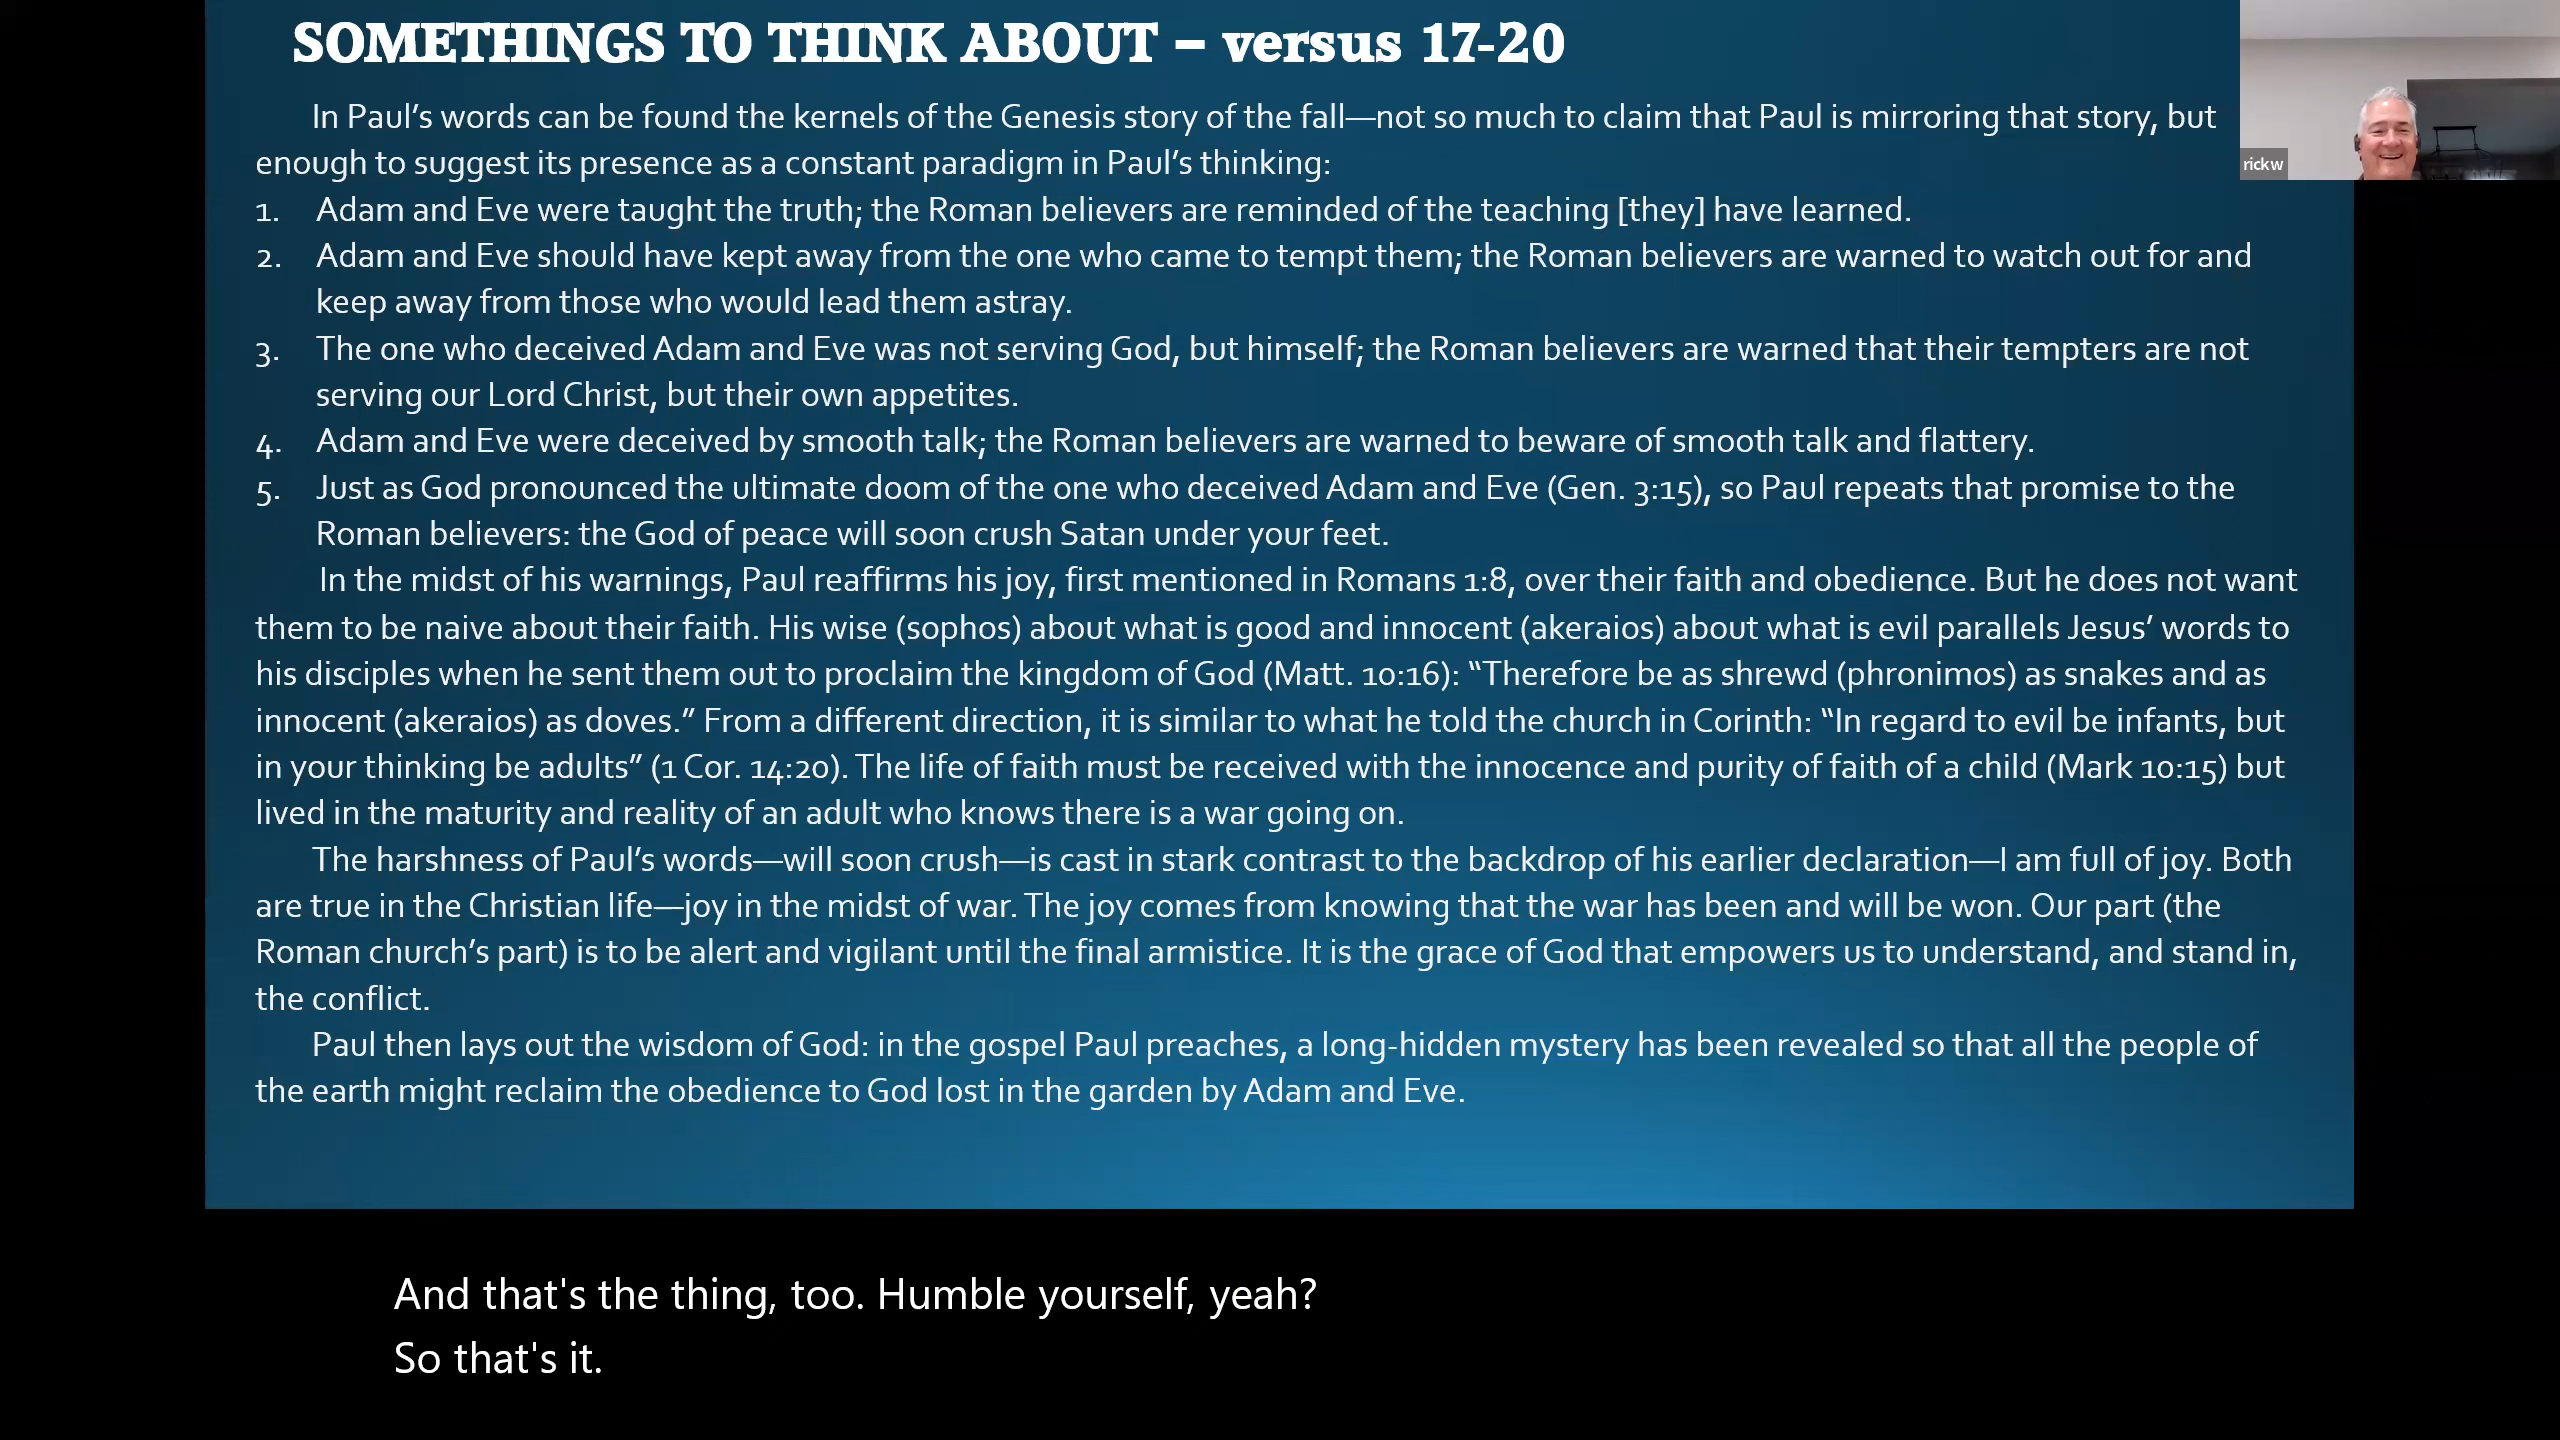 SOMETHINGS TO THINK ABOUT – versus 17-20
In Paul’s words can be found the kernels of the Genesis story of the fall—not so much to claim that Paul is mirroring that story, but
enough to suggest its presence as a constant paradigm in Paul’s thinking:
1. Adam and Eve were taught the truth; the Roman believers are reminded of the teaching [they] have learned.
2. Adam and Eve should have kept away from the one who came to tempt them; the Roman believers are warned to watch out for and
keep away from those who would lead them astray.
3. The one who deceived Adam and Eve was not serving God, but himself; the Roman believers are warned that their tempters are not
serving our Lord Christ, but their own appetites.
4. Adam and Eve were deceived by smooth talk; the Roman believers are warned to beware of smooth talk and flattery.
5. Just as God pronounced the ultimate doom of the one who deceived Adam and Eve (Gen. 3:15), so Paul repeats that promise to the
Roman believers: the God of peace will soon crush Satan under your feet.
In the midst of his warnings, Paul reaffirms his joy, first mentioned in Romans 1:8, over their faith and obedience. But he does not want
them to be naive about their faith. His wise (sophos) about what is good and innocent (akeraios) about what is evil parallels Jesus’ words to
his disciples when he sent them out to proclaim the kingdom of God (Matt. 10:16): “Therefore be as shrewd (phronimos) as snakes and as
innocent (akeraios) as doves.” From a different direction, it is similar to what he told the church in Corinth: “In regard to evil be infants, but
in your thinking be adults” (1 Cor. 14:20). The life of faith must be received with the innocence and purity of faith of a child (Mark 10:15) but
lived in the maturity and reality of an adult who knows there is a war going on.
The harshness of Paul’s words—will soon crush—is cast in stark contrast to the backdrop of his earlier declaration—I am full of joy. Both
are true in the Christian life—joy in the midst of war. The joy comes from knowing that the war has been and will be won. Our part (the
Roman church’s part) is to be alert and vigilant until the final armistice. It is the grace of God that empowers us to understand, and stand in,
the conflict.
Paul then lays out the wisdom of God: in the gospel Paul preaches, a long-hidden mystery has been revealed so that all the people of
the earth might reclaim the obedience to God lost in the garden by Adam and Eve.
rickw
And that's the thing, too. Humble yourself, yeah?
So that's it.